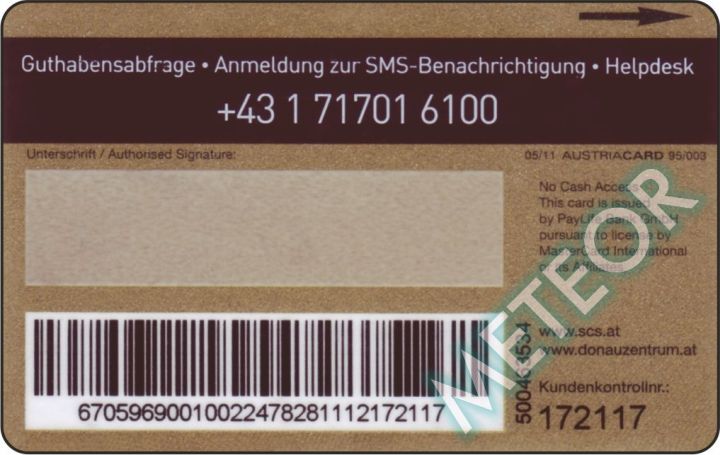 Guthabensabfrage • Anmeldung zur SMS-Benachrichtigung • Helpdesk
+43 1 71701 6100
Unterschrift / Authorised Signature:
05/11 AUSTRIACARD 95/003
No Cash Access
This card is issued
by PayLife Bank GmbH
pursuant to license by
MasterCard International
or its Affiliates
METEOR
www.scs.at
www.donauzentrum.at
Kundenkontrollnr.:
172117
67059690010022478281112172117